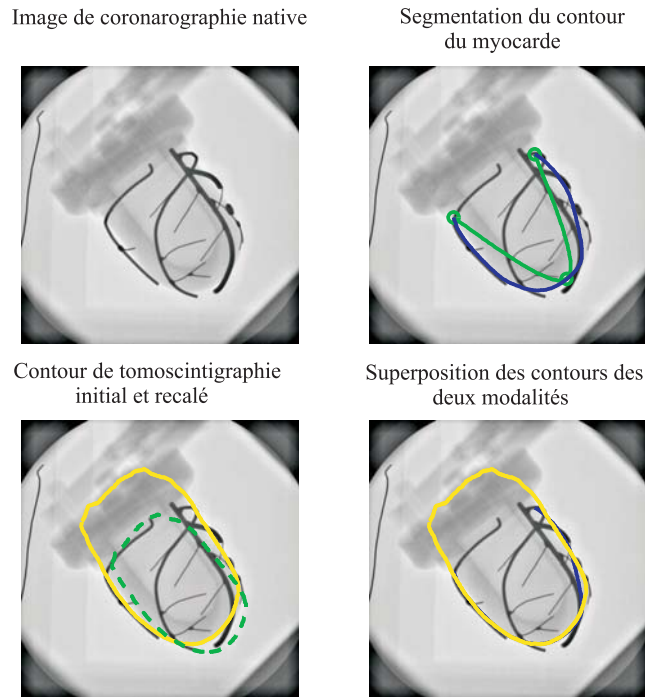 Image de coronarographie native
Segmentation du contour
du myocarde
Contour de tomoscintigraphie
initial et recalé
Superposition des contours des
deux modalités